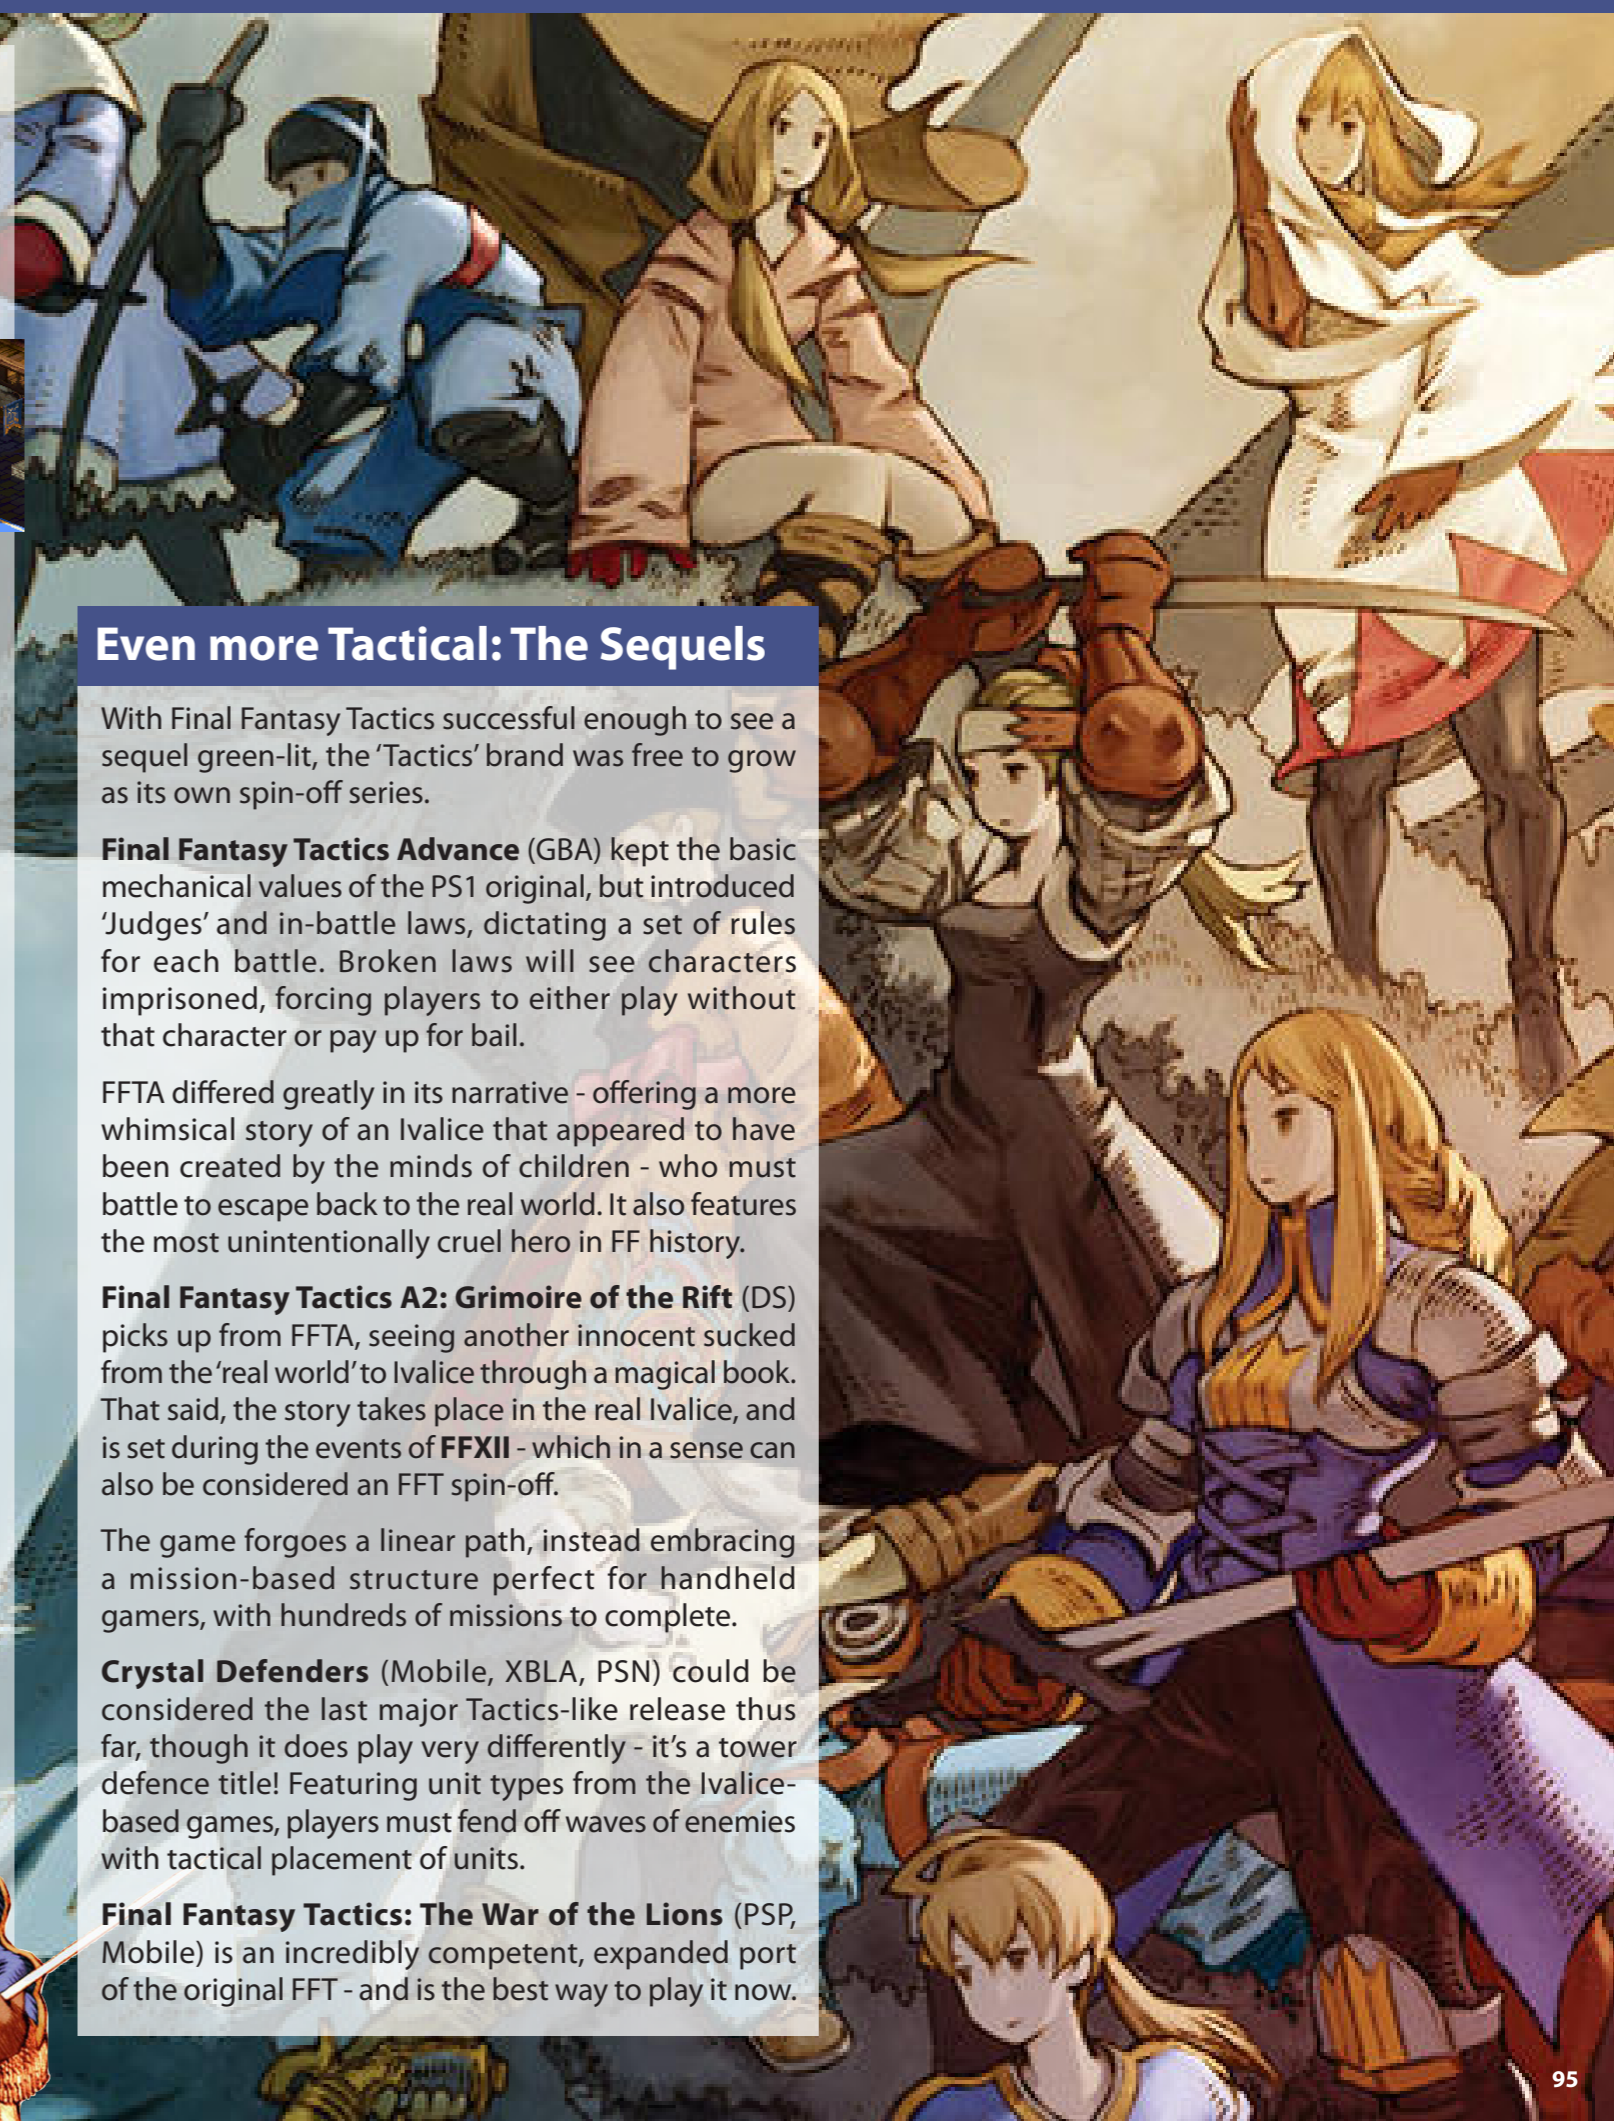 Even more Tactical: The Sequels
With Final Fantasy Tactics successful enough to see a
sequel green-lit, the ‘Tactics’ brand was free to grow
as its own spin-off series.
Final Fantasy Tactics Advance (GBA) kept the basic
mechanical values of the PS1 original, but introduced
‘Judges’ and in-battle laws, dictating a set of rules
for each battle. Broken laws will see characters
imprisoned, forcing players to either play without
that character or pay up for bail.
FFTA differed greatly in its narrative - offering a more
whimsical story of an Ivalice that appeared to have
been created by the minds of children - who must
battle to escape back to the real world. It also features
the most unintentionally cruel hero in FF history.
Final Fantasy Tactics A2: Grimoire of the Rift (DS)
picks up from FFTA, seeing another innocent sucked
from the ‘real world’ to Ivalice through a magical book.
That said, the story takes place in the real Ivalice, and
is set during the events of FFXII - which in a sense can
also be considered an FFT spin-off.
The game forgoes a linear path, instead embracing
a mission-based structure perfect for handheld
gamers, with hundreds of missions to complete.
Crystal Defenders (Mobile, XBLA, PSN) could be
considered the last major Tactics-like release thus
far, though it does play very differently - it’s a tower
defence title! Featuring unit types from the Ivalice-
based games, players must fend off waves of enemies
with tactical placement of units.
Final Fantasy Tactics: The War of the Lions (PSP,
Mobile) is an incredibly competent, expanded port
of the original FFT - and is the best way to play it now.
95